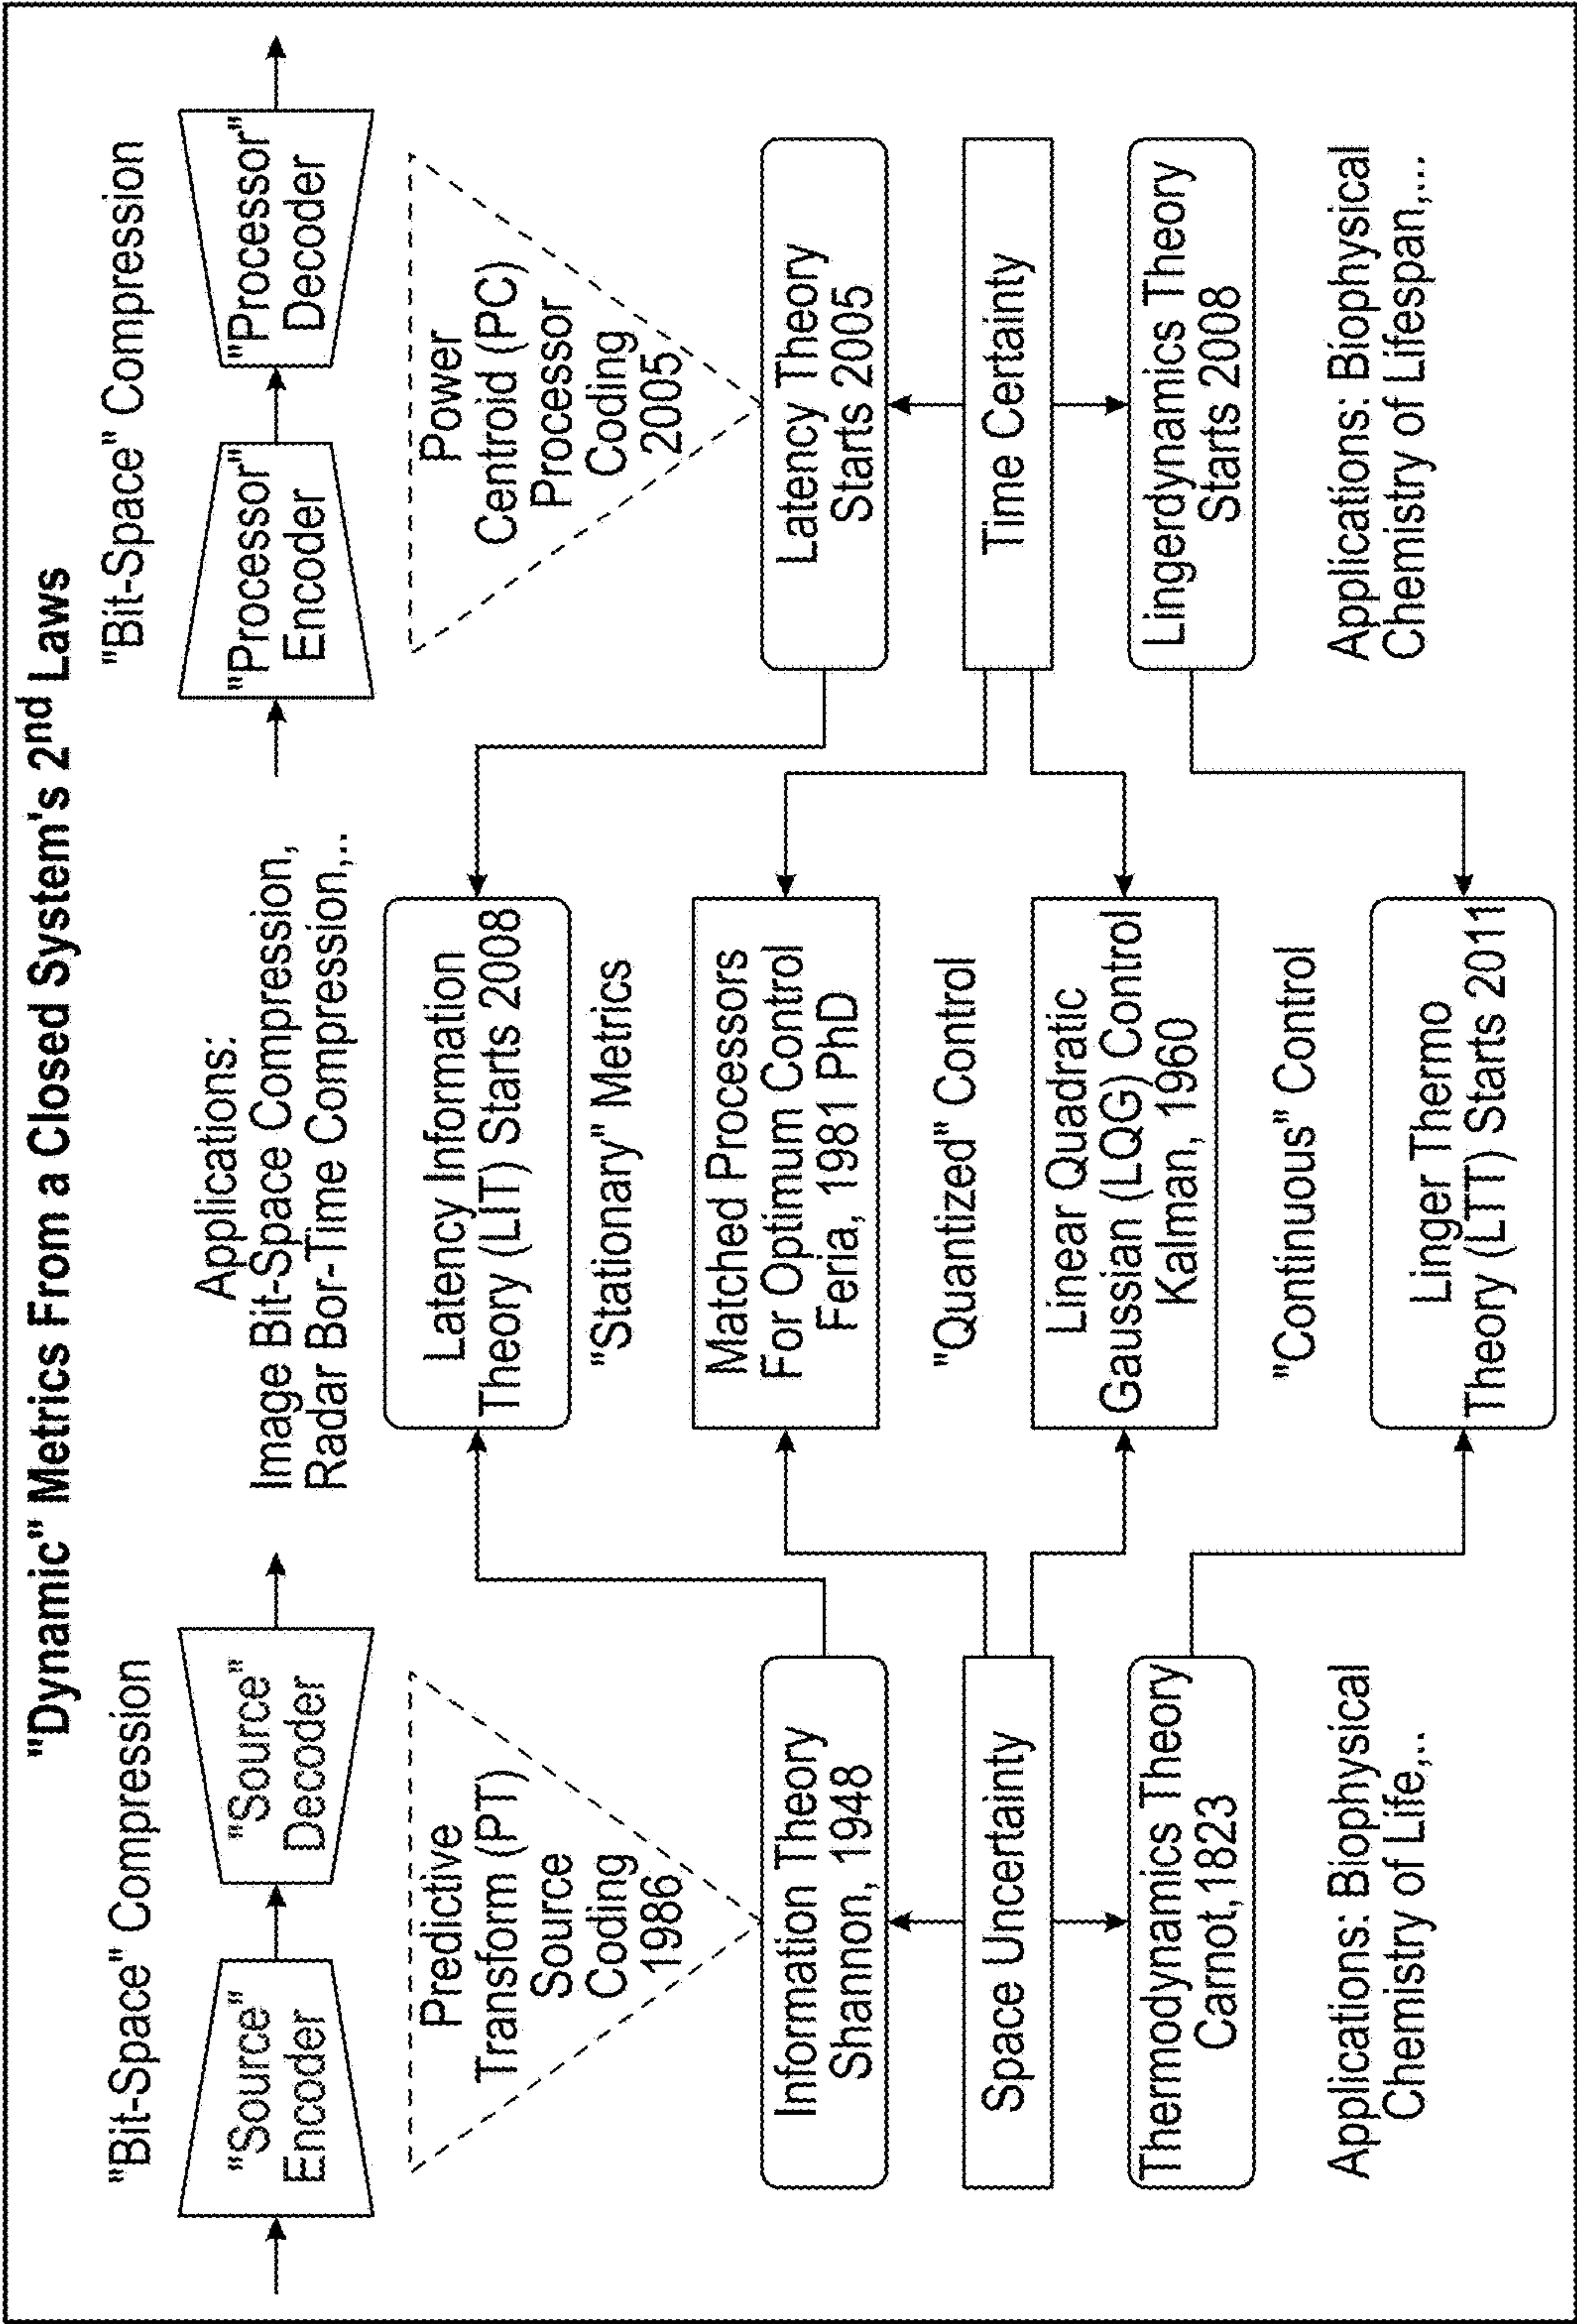 "Dynamic" Metrics From a Closed System's 2nd Laws
"Bit-Space" Compression
"Source"
Encoder
"Source"
Decoder
Predictive
Transform (PT)
Source
Coding
1986
Information Theory
Shannon, 1948
Space Uncertainty
Thermodynamics Theory
Carnot,1823
Applications: Biophysical
Chemistry of Life,..
Applications:
Image Bit-Space Compression,
Radar Bor-Time Compression,..
Latency Information
Theory (LIT) Starts 2008
"Stationary" Metrics
Matched Processors
For Optimum Control
Feria, 1981 PhD
"Quantized" Control
Linear Quadratic
Gaussian (LQG) Control
Kalman, 1960
"Continuous" Control
Linger Thermo
Theory (LTT) Starts 2011
"Bit-Space" Compression
"Processor"
Encoder
"Processor"
Decoder
Power
Centroid (PC)
Processor
Coding
2005
Latency Theory
Starts 2005
Time Certainty
Lingerdynamics Theory
Starts 2008
Applications: Biophysical
Chemistry of Lifespan,...